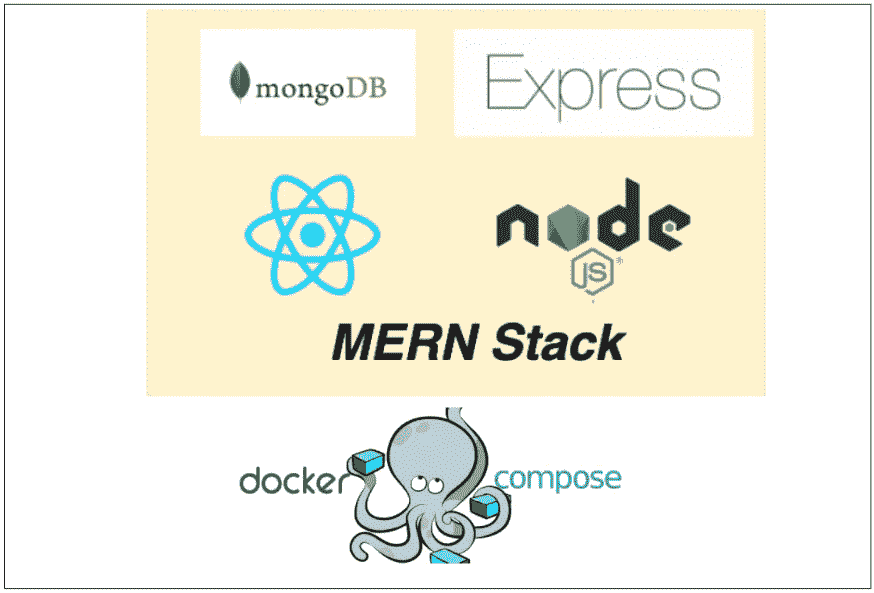 mongoDB
Express
node
JS
MERN Stack
docker
compose